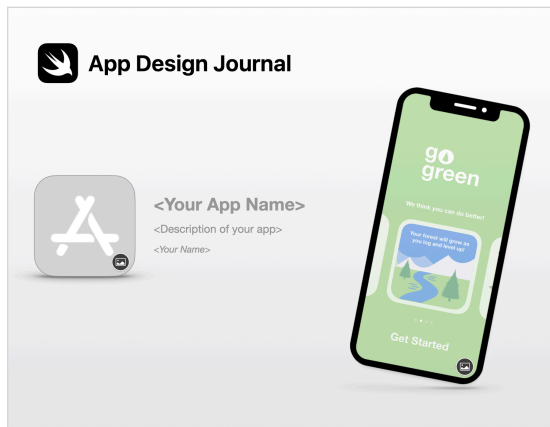 App Design Journal
<Your App Name>
<Description of your app>
<Your Name>
go
green
We think you can do better!
Your forest will grow as
you log and level up!
Get Started